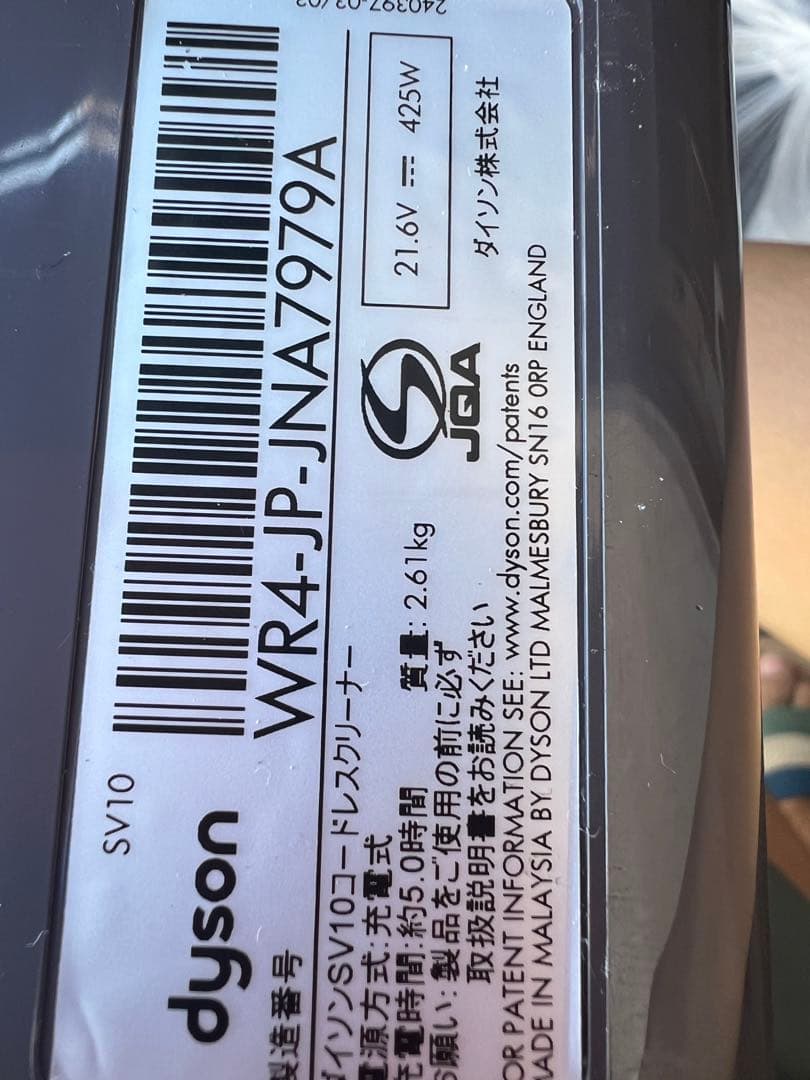 SV10
dyson
製造番号
WR4-JP-JNA7979A
ダイソンSV10コードレスクリーナー
電源方式:充電式
質量: 2.61kg
充電時間:約5.0時間
お願い: 製品をご使用の前に必ず
取扱説明書をお読みください
JQA
21.6V ⎓ 425W
ダイソン株式会社
FOR PATENT INFORMATION SEE: www.dyson.com/patents
MADE IN MALAYSIA BY DYSON LTD MALMESBURY SN16 0RP ENGLAND
240397-03/03